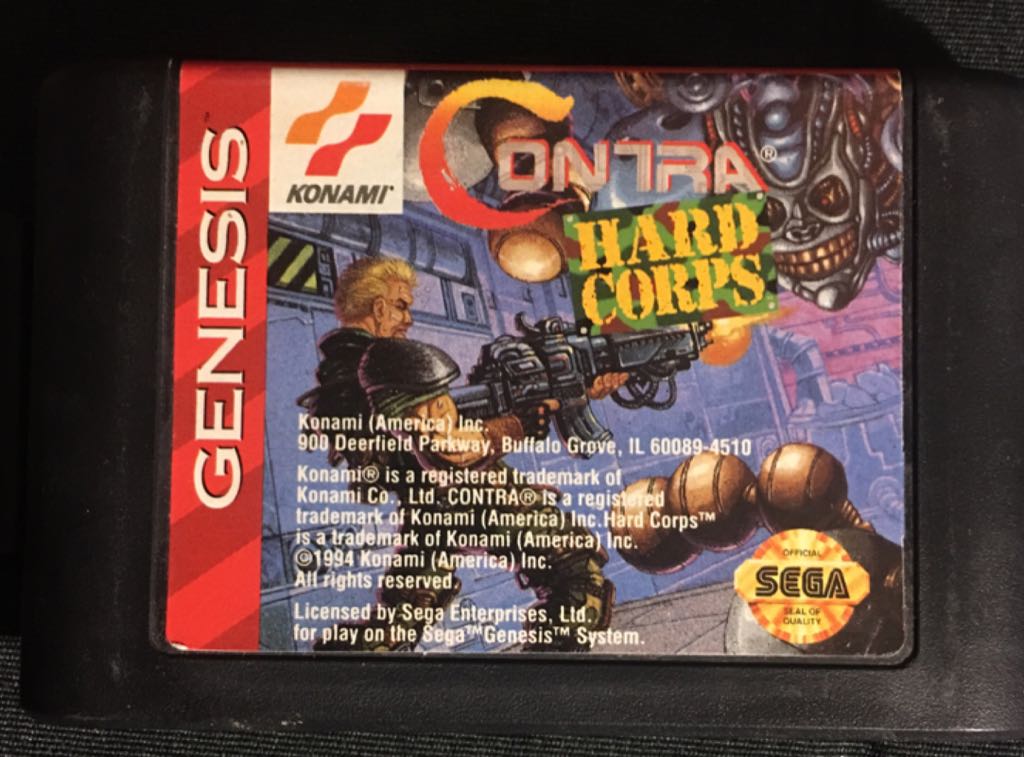 GENESIS
KONAMI
CONTRA®
HARD
CORPS
Konami (America) Inc.
900 Deerfield Parkway, Buffalo Grove, IL 60089-4510
Konami® is a registered trademark of
Konami Co., Ltd. CONTRA® is a registered
trademark of Konami (America) Inc.Hard Corps™
is a trademark of Konami (America) Inc.
©1994 Konami (America) Inc.
All rights reserved.
Licensed by Sega Enterprises, Ltd.
for play on the Sega™Genesis™ System.
OFFICIAL
SEGA
SEAL OF
QUALITY